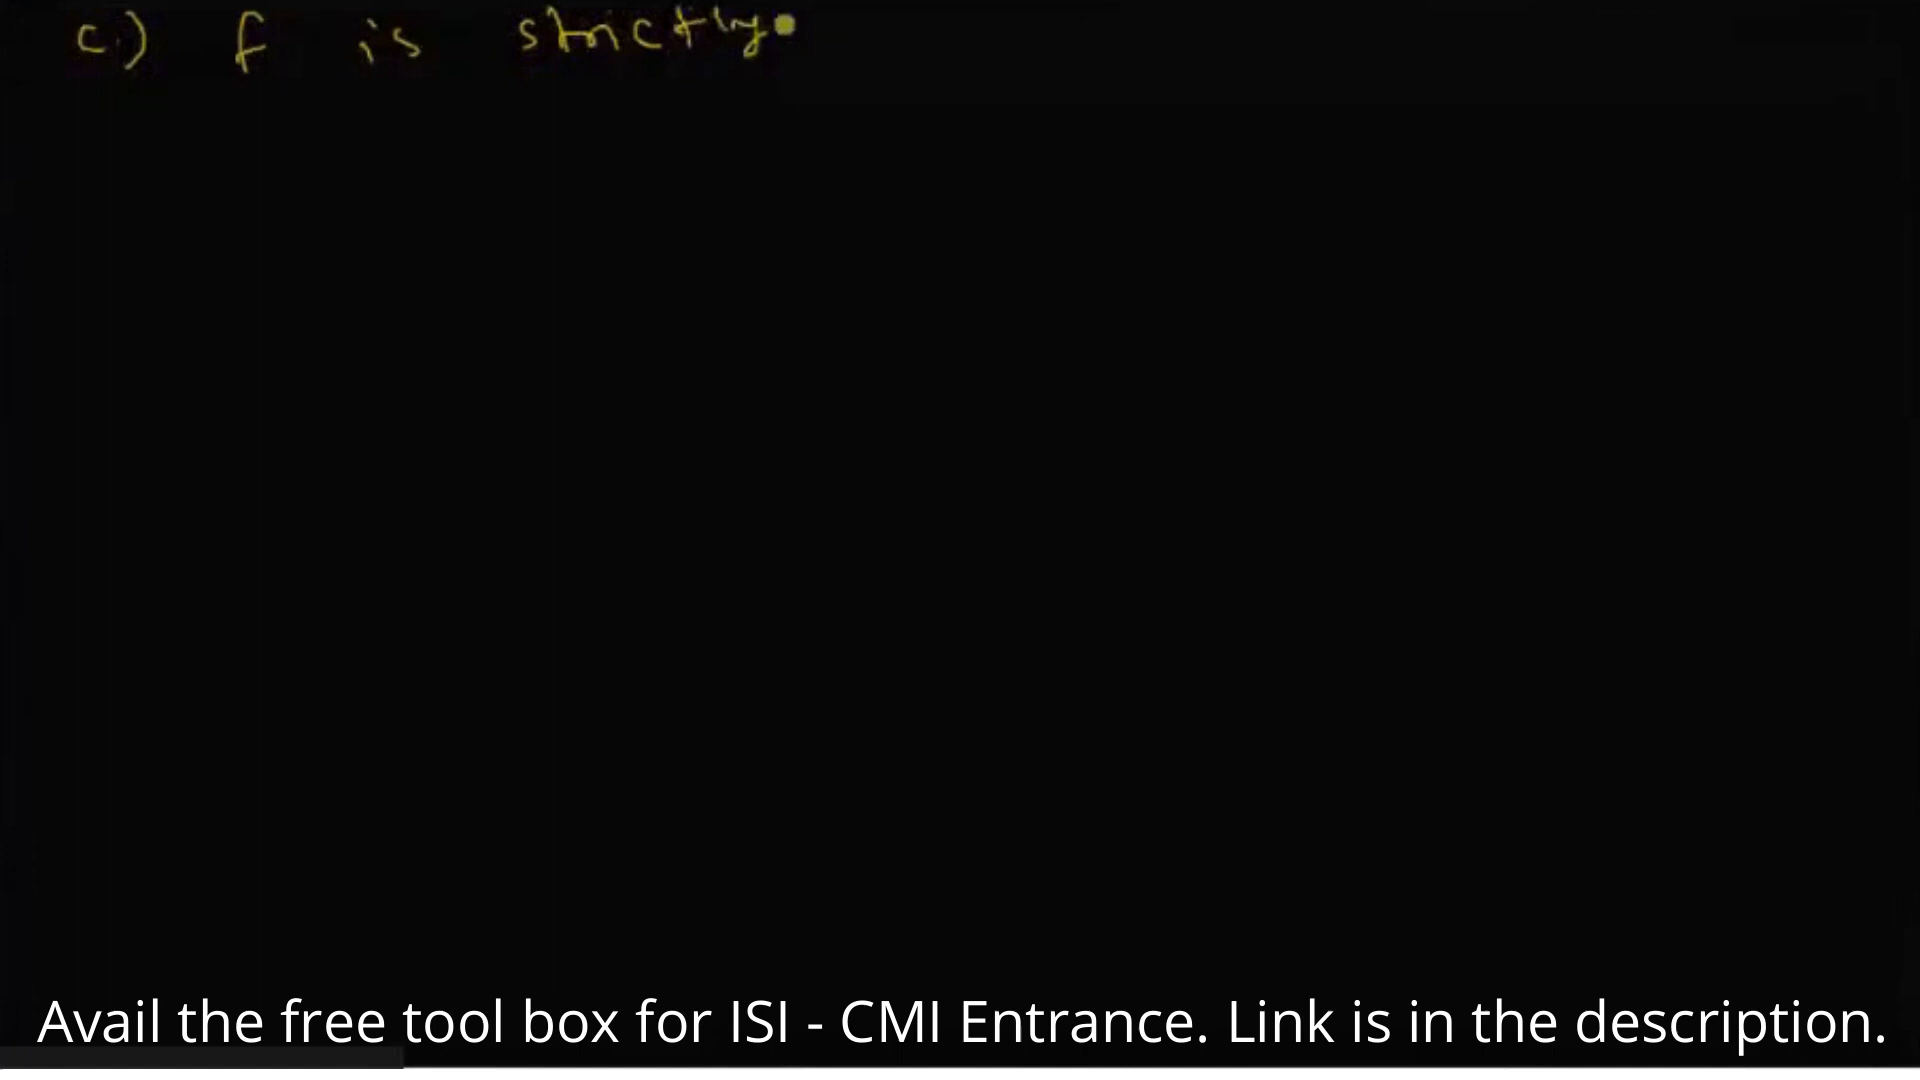 c.) f is strictly
Avail the free tool box for ISI - CMI Entrance. Link is in the description.